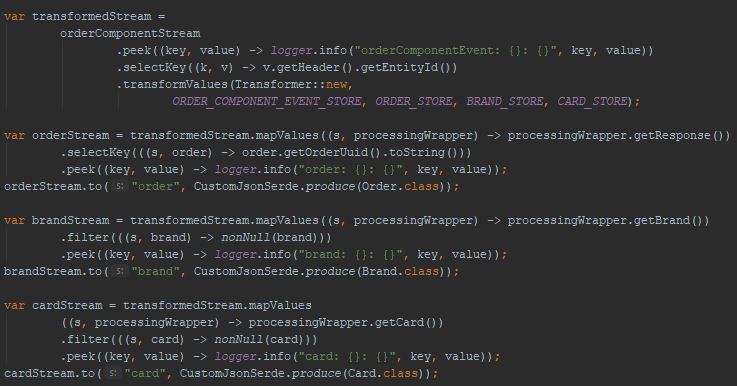 var transformedStream =
orderComponentStream
.peek((key, value) -> logger.info("orderComponentEvent: {}: {}", key, value))
.selectKey((k, v) -> v.getHeader().getEntityId())
.transformValues(Transformer::new,
ORDER_COMPONENT_EVENT_STORE, ORDER_STORE, BRAND_STORE, CARD_STORE);
var orderStream = transformedStream.mapValues((s, processingWrapper) -> processingWrapper.getResponse())
.selectKey(((s, order) -> order.getOrderUuid().toString()))
.peek((key, value) -> logger.info("order: {}: {}", key, value));
orderStream.to( s: "order", CustomJsonSerde.produce(Order.class));
var brandStream = transformedStream.mapValues((s, processingWrapper) -> processingWrapper.getBrand())
.filter(((s, brand) -> nonNull(brand)))
.peek((key, value) -> logger.info("brand: {}: {}", key, value));
brandStream.to( s: "brand", CustomJsonSerde.produce(Brand.class));
var cardStream = transformedStream.mapValues
((s, processingWrapper) -> processingWrapper.getCard())
.filter(((s, card) -> nonNull(card)))
.peek((key, value) -> logger.info("card: {}: {}", key, value));
cardStream.to( s: "card", CustomJsonSerde.produce(Card.class));